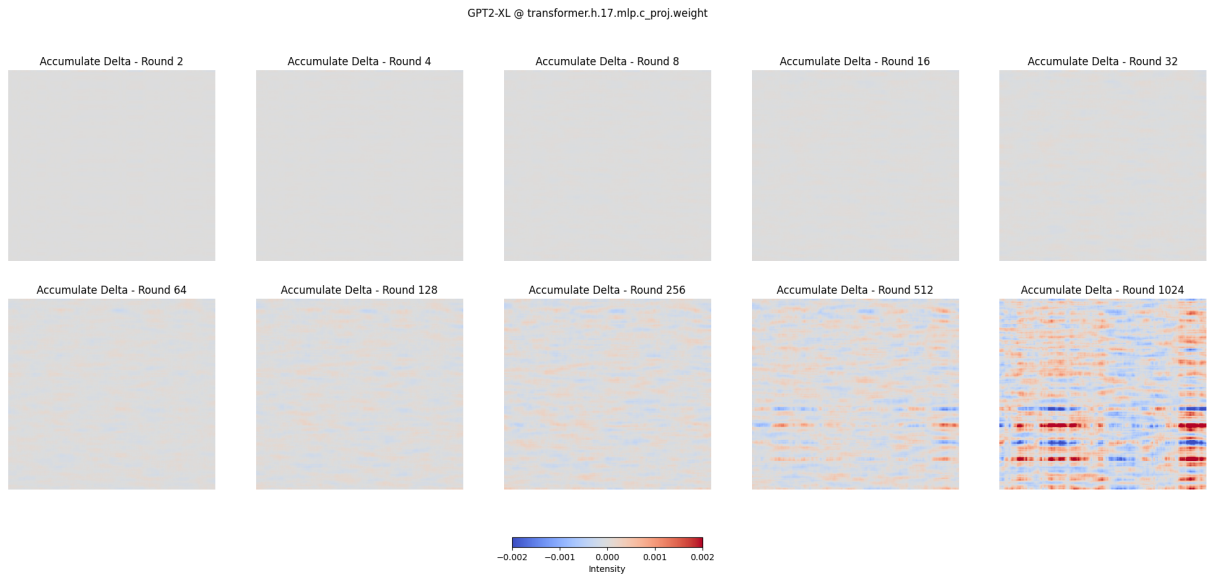 GPT2-XL @ transformer.h.17.mlp.c_proj.weight
Accumulate Delta - Round 2
Accumulate Delta - Round 4
Accumulate Delta - Round 8
Accumulate Delta - Round 16
Accumulate Delta - Round 32
Accumulate Delta - Round 64
Accumulate Delta - Round 128
Accumulate Delta - Round 256
Accumulate Delta - Round 512
Accumulate Delta - Round 1024
−0.002 −0.001 0.000 0.001 0.002
Intensity